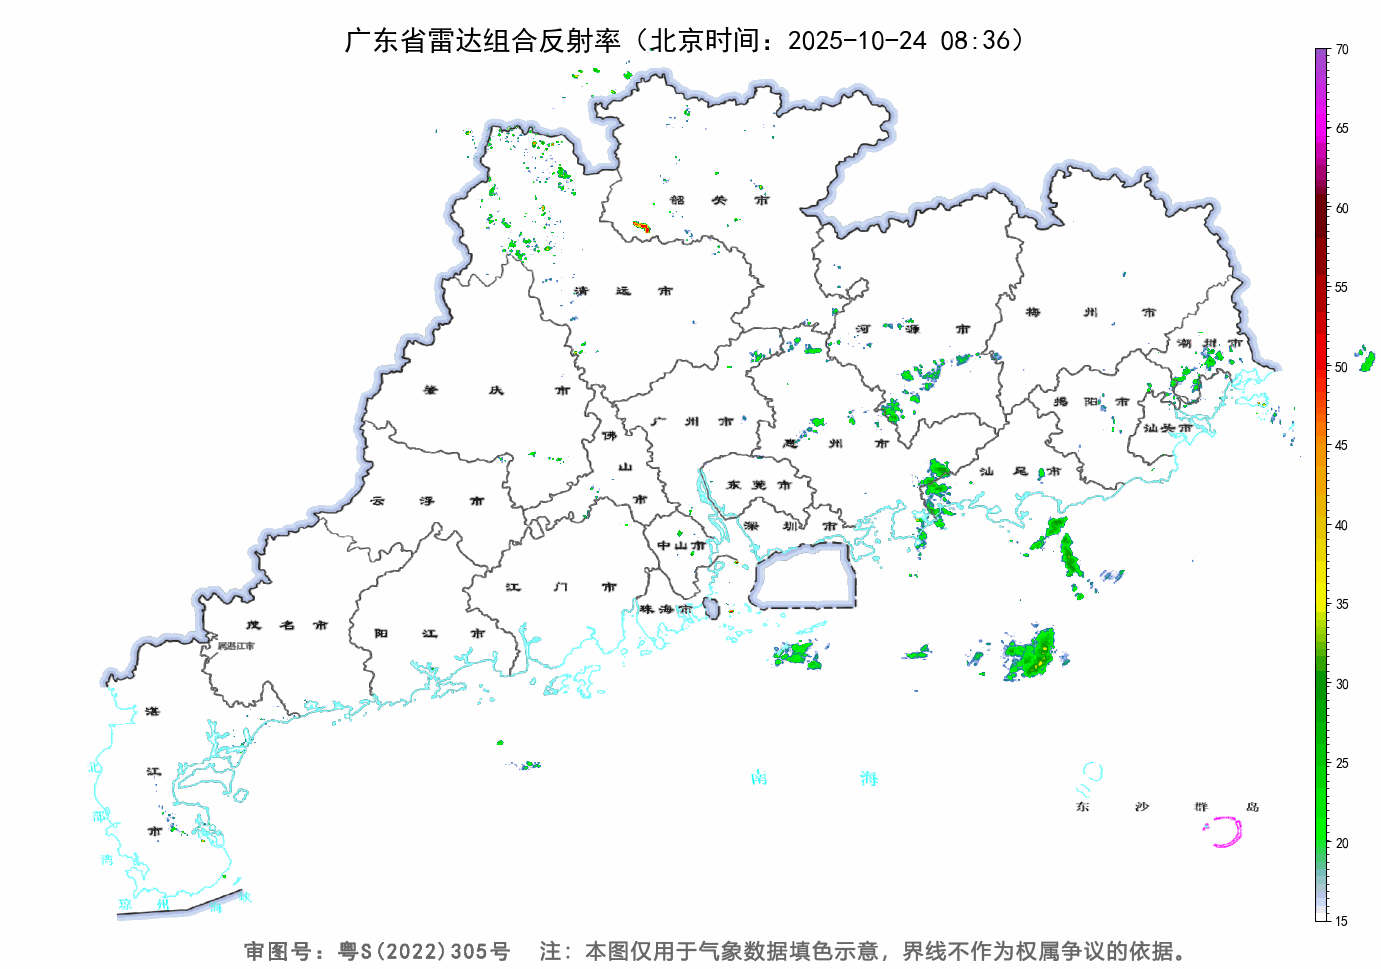 广东省雷达组合反射率（北京时间：2025-10-24 08:36）
70
65
60
55
50
45
40
35
30
25
20
15
韶关市
清远市
河源市
梅州市
潮州市
肇庆市
广州市
佛山市
惠州市
揭阳市
汕头市
云浮市
东莞市
汕尾市
深圳市
中山市
江门市
珠海市
茂名市
属湛江市
阳江市
湛江市
南海
东沙群岛
北部湾
琼州海峡
审图号：粤S(2022)305号 注：本图仅用于气象数据填色示意，界线不作为权属争议的依据。